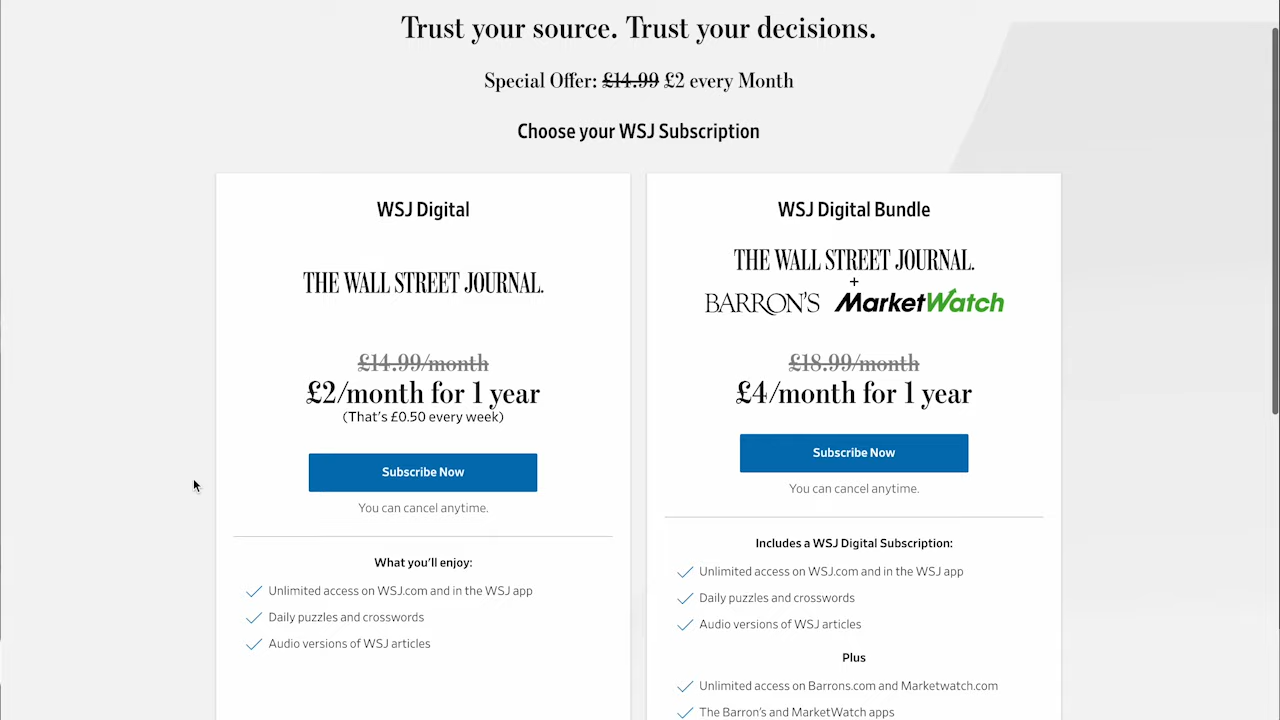 Trust your source. Trust your decisions.
Special Offer: £14.99 £2 every Month
Choose your WSJ Subscription
WSJ Digital
THE WALL STREET JOURNAL.
£14.99/month
£2/month for 1 year
(That's £0.50 every week)
Subscribe Now
You can cancel anytime.
What you'll enjoy:
Unlimited access on WSJ.com and in the WSJ app
Daily puzzles and crosswords
Audio versions of WSJ articles
WSJ Digital Bundle
THE WALL STREET JOURNAL.
+
BARRON'S MarketWatch
£18.99/month
£4/month for 1 year
Subscribe Now
You can cancel anytime.
Includes a WSJ Digital Subscription:
Unlimited access on WSJ.com and in the WSJ app
Daily puzzles and crosswords
Audio versions of WSJ articles
Plus
Unlimited access on Barrons.com and Marketwatch.com
The Barron's and MarketWatch apps